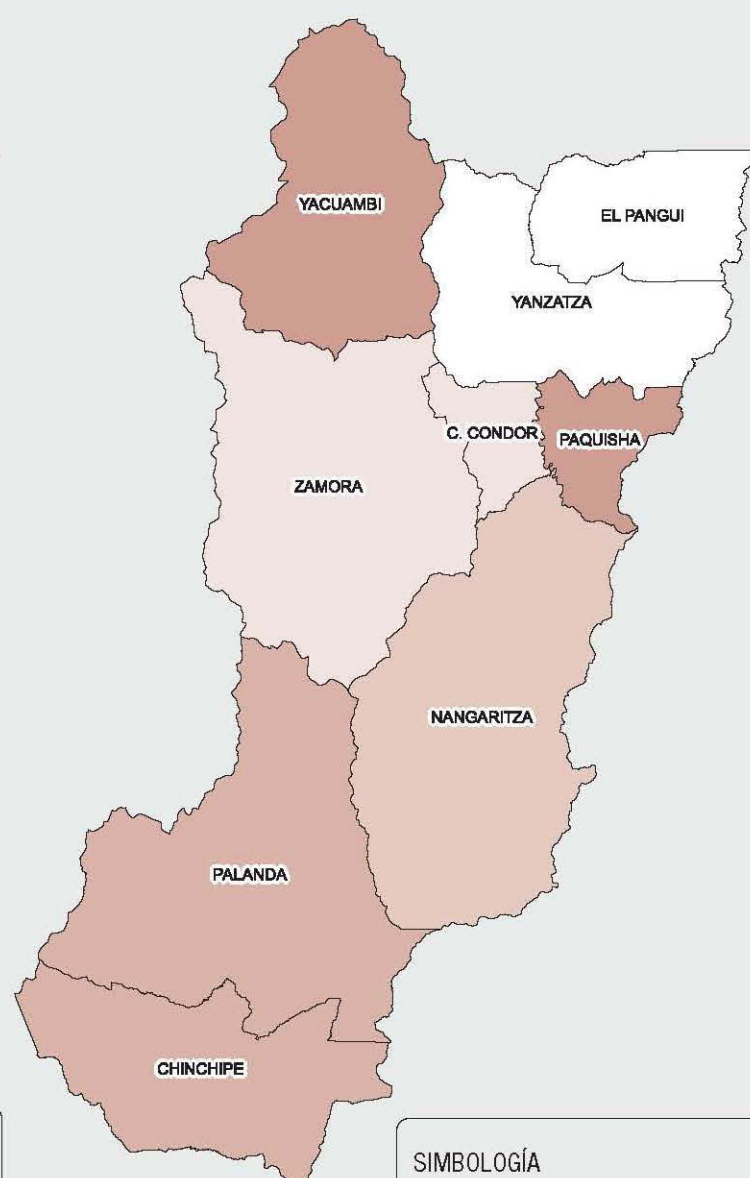 YACUAMBI
EL PANGUI
YANZATZA
C. CONDOR
PAQUISHA
ZAMORA
NANGARITZA
PALANDA
CHINCHIPE
SIMBOLOGÍA